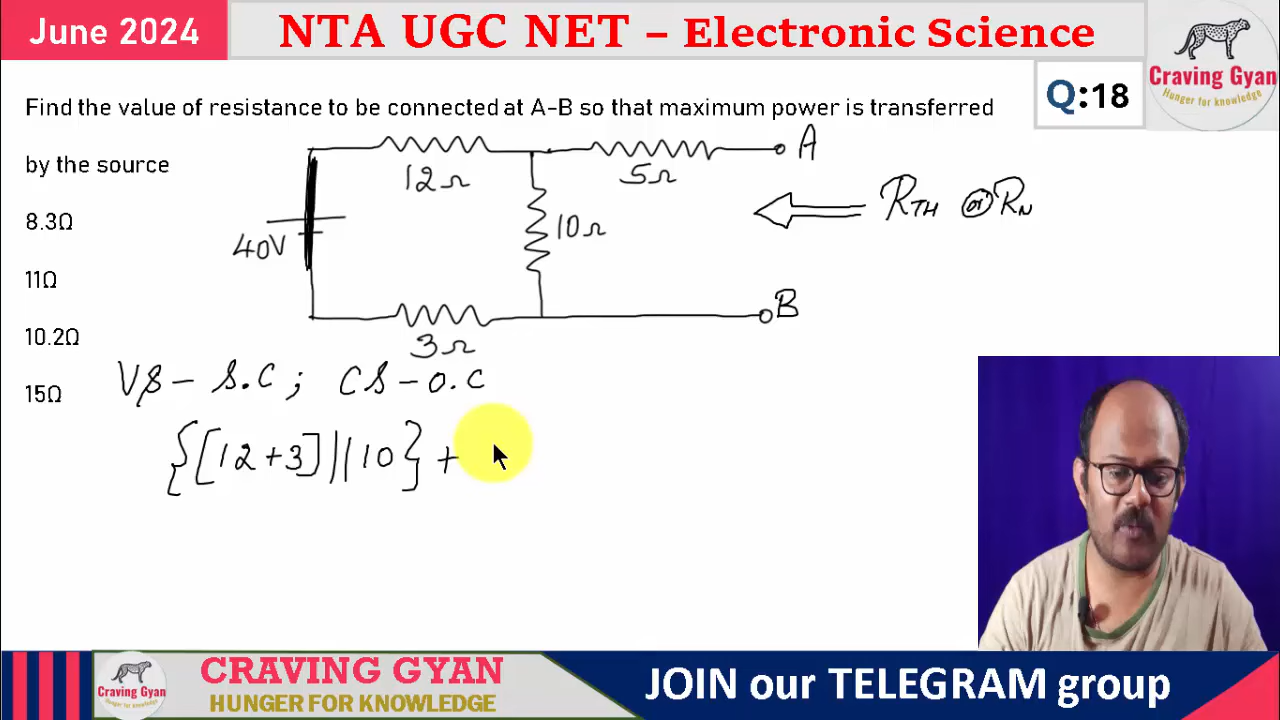 June 2024
NTA UGC NET – Electronic Science
Craving Gyan
Hunger for knowledge
Q:18
Find the value of resistance to be connected at A-B so that maximum power is transferred
by the source
8.3Ω
11Ω
10.2Ω
15Ω
12Ω
5Ω
A
RTH or RN
10Ω
40V
B
3Ω
VS – S.C ; CS – O.C
{[12+3]||10} +
Craving Gyan
CRAVING GYAN
HUNGER FOR KNOWLEDGE
JOIN our TELEGRAM group